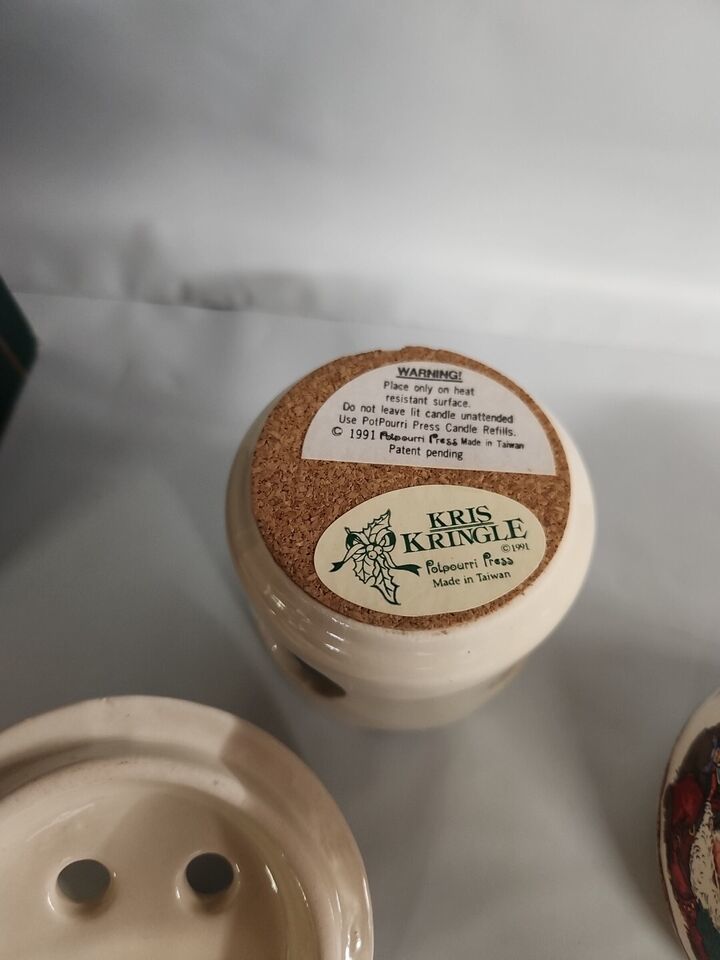 WARNING!
Place only on heat
resistant surface.
Do not leave lit candle unattended
Use PotPourri Press Candle Refills.
© 1991 Potpourri Press Made in Taiwan
Patent pending
KRIS
KRINGLE
©1991
Potpourri Press
Made in Taiwan